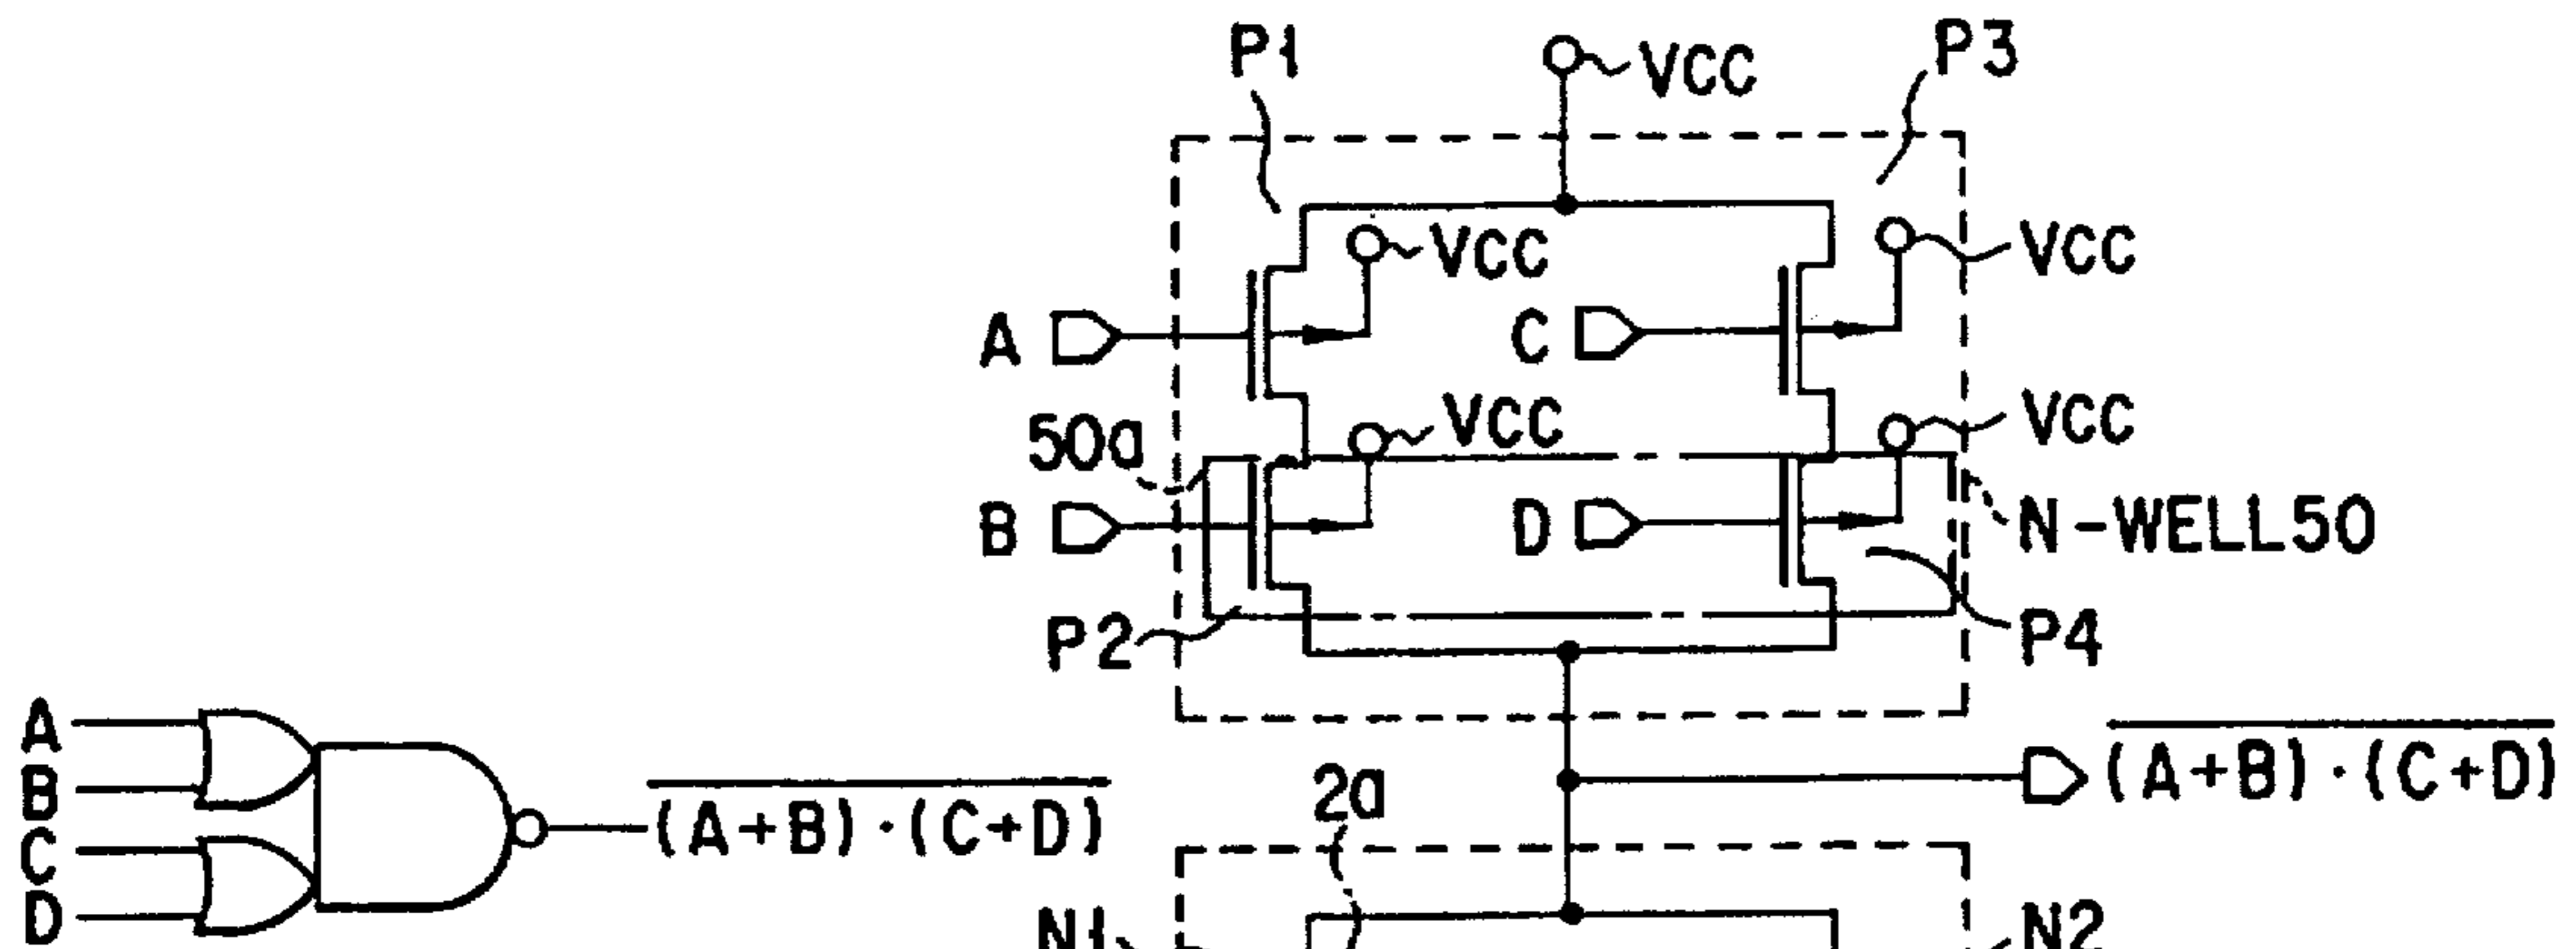 P1
VCC
P3
VCC
VCC
A
C
50a
VCC
VCC
B
D
N-WELL50
P2
P4
A
B
C
D
(A+B)·(C+D)
(A+B)·(C+D)
2a
N1
N2